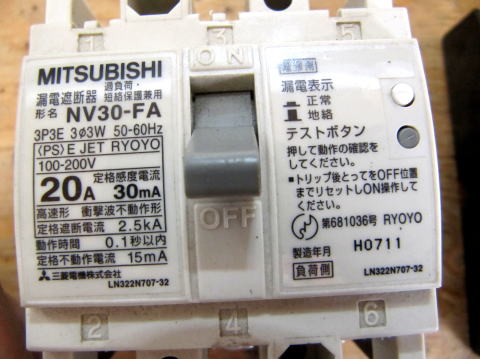 1 3 5
ON
MITSUBISHI
漏電遮断器 過負荷・短絡保護兼用
形名 NV30-FA
3P3E 3φ3W 50-60Hz
〈PS〉E JET RYOYO
100-200V
定格感度電流
20A 30mA
高速形 衝撃波不動作形
定格遮断電流 2.5kA
動作時間 0.1秒以内
定格不動作電流 15mA
三菱電機株式会社
LN322N707-32
OFF
電源側
漏電表示
正常
地絡
テストボタン
押して動作の確認を
してください。
■トリップ後とってをOFF位置
までリセットしON操作して
ください。
第681036号 RYOYO
製造年月 H0711
負荷側
LN322N707-32
2 4 6